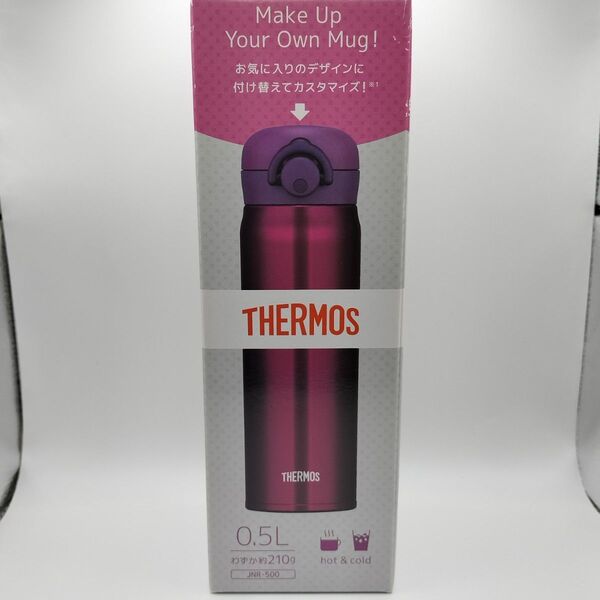 Make Up
Your Own Mug!
お気に入りのデザインに
付け替えてカスタマイズ!※1
THERMOS
THERMOS
0.5L
わずか約210g
JNR-500
hot & cold